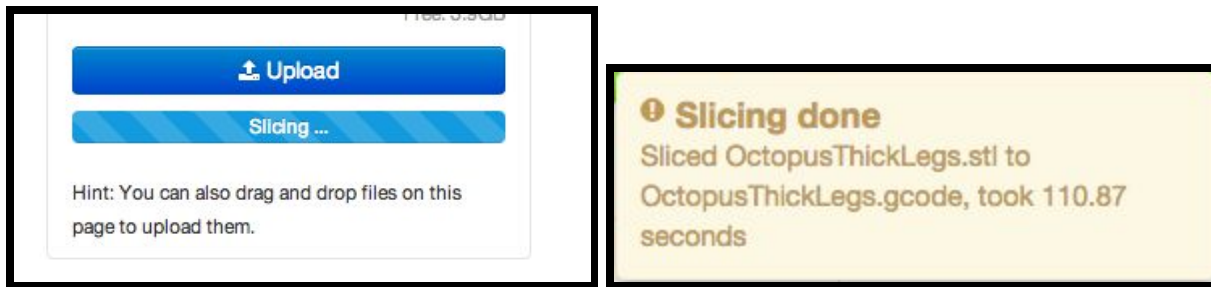 Upload
Slicing ...
Hint: You can also drag and drop files on this
page to upload them.
Slicing done
Sliced OctopusThickLegs.stl to
OctopusThickLegs.gcode, took 110.87
seconds